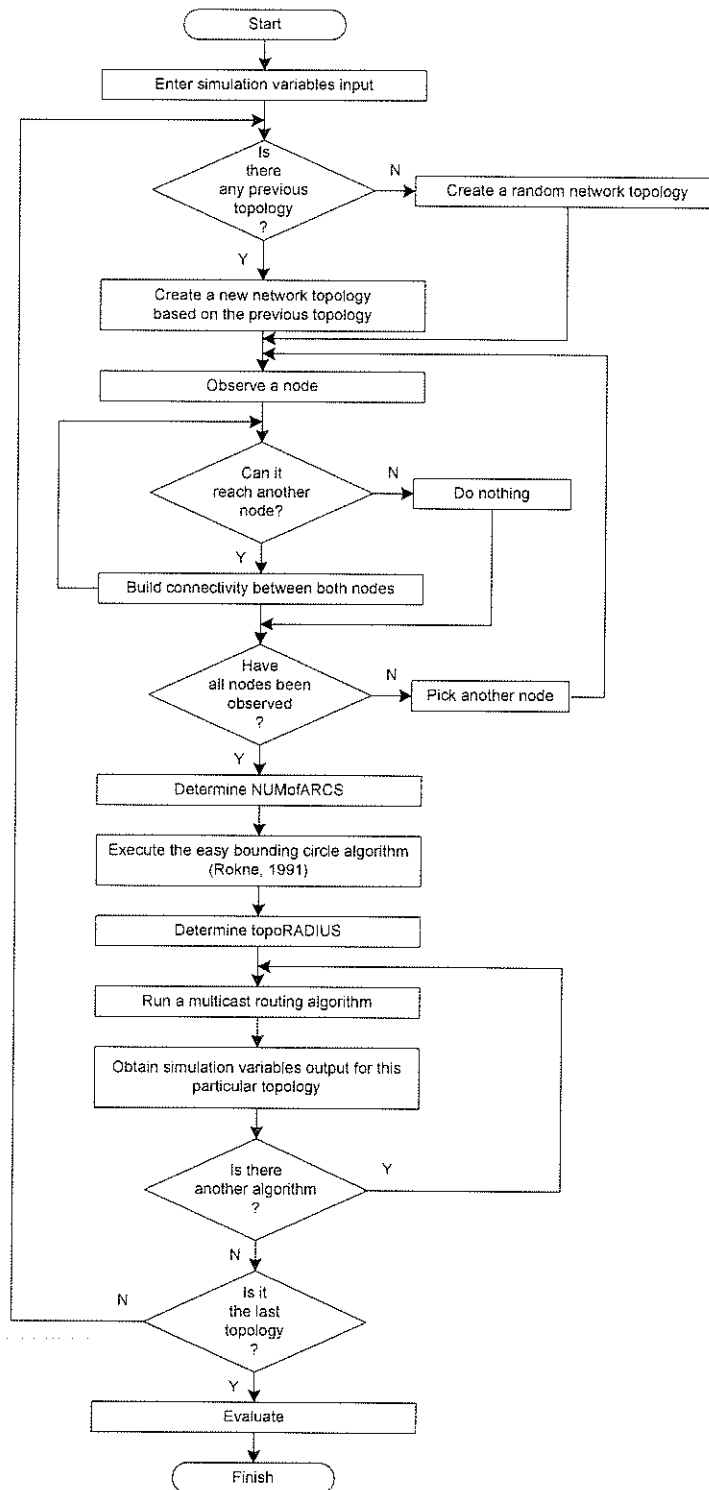 Start
Enter simulation variables input
Is
there
any previous
topology
?
N
Create a random network topology
Y
Create a new network topology
based on the previous topology
Observe a node
Can it
reach another
node?
N
Do nothing
Y
Build connectivity between both nodes
Have
all nodes been
observed
?
N
Pick another node
Y
Determine NUMofARCS
Execute the easy bounding circle algorithm
(Rokne, 1991)
Determine topoRADIUS
Run a multicast routing algorithm
Obtain simulation variables output for this
particular topology
Is there
another algorithm
?
Y
N
Is it
the last
topology
?
N
Y
Evaluate
Finish